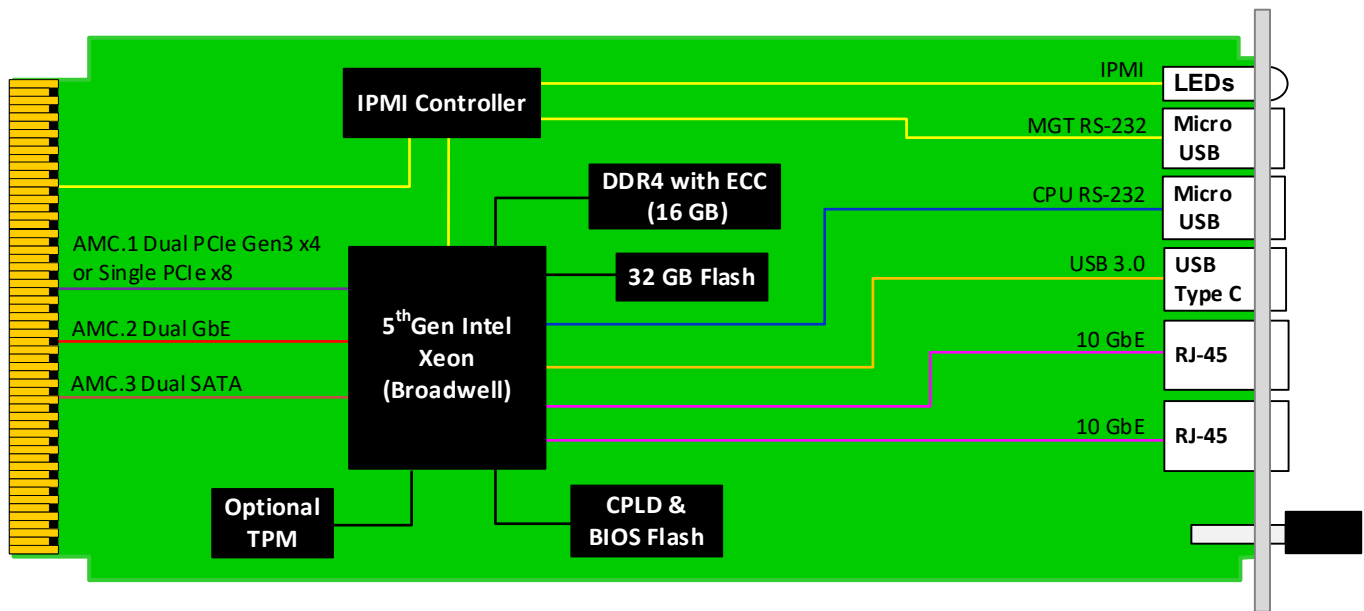 IPMI Controller
IPMI
LEDs
MGT RS-232
Micro
USB
DDR4 with ECC
(16 GB)
CPU RS-232
Micro
USB
AMC.1 Dual PCIe Gen3 x4
or Single PCIe x8
32 GB Flash
USB 3.0
USB
Type C
5thGen Intel
Xeon
(Broadwell)
AMC.2 Dual GbE
10 GbE
RJ-45
AMC.3 Dual SATA
10 GbE
RJ-45
Optional
TPM
CPLD &
BIOS Flash